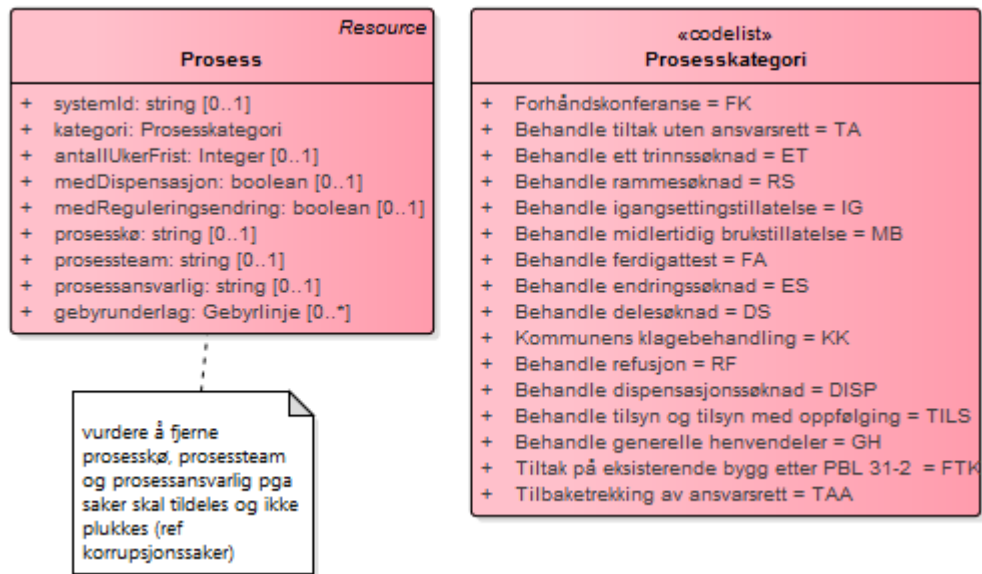 Resource
Prosess
+ systemId: string [0..1]
+ kategori: Prosesskategori
+ antallUkerFrist: Integer [0..1]
+ medDispensasjon: boolean [0..1]
+ medReguleringsendring: boolean [0..1]
+ prosesskø: string [0..1]
+ prosessteam: string [0..1]
+ prosessansvarlig: string [0..1]
+ gebyrunderlag: Gebyrlinje [0..*]
vurdere å fjerne
prosesskø, prosessteam
og prosessansvarlig pga
saker skal tildeles og ikke
plukkes (ref
korrupsjonssaker)
«codelist»
Prosesskategori
+ Forhåndskonferanse = FK
+ Behandle tiltak uten ansvarsrett = TA
+ Behandle ett trinnssøknad = ET
+ Behandle rammesøknad = RS
+ Behandle igangsettingstillatelse = IG
+ Behandle midlertidig brukstillatelse = MB
+ Behandle ferdigattest = FA
+ Behandle endringssøknad = ES
+ Behandle delesøknad = DS
+ Kommunens klagebehandling = KK
+ Behandle refusjon = RF
+ Behandle dispensasjonssøknad = DISP
+ Behandle tilsyn og tilsyn med oppfølging = TILS
+ Behandle generelle henvendeler = GH
+ Tiltak på eksisterende bygg etter PBL 31-2 = FTK
+ Tilbaketrekking av ansvarsrett = TAA